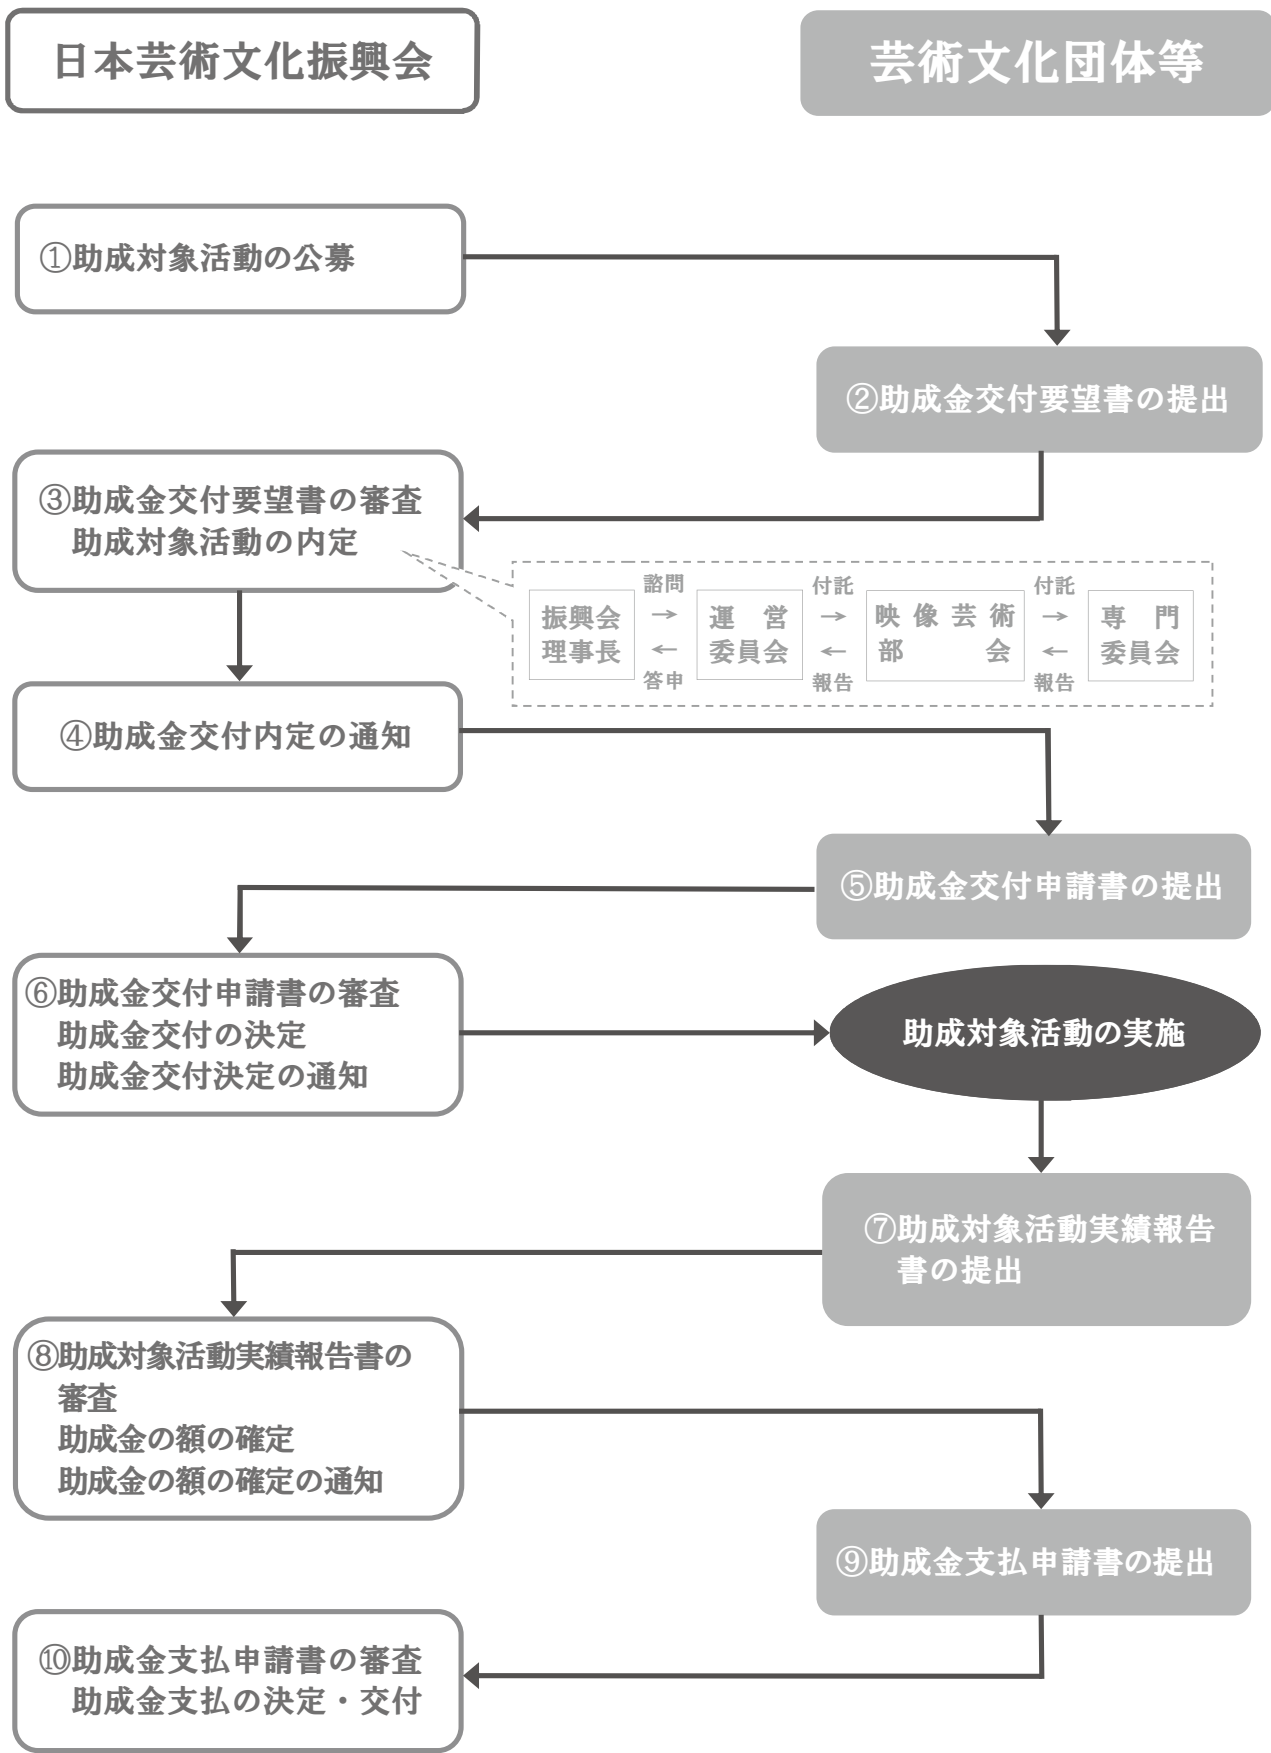 日本芸術文化振興会
芸術文化団体等
①助成対象活動の公募
②助成金交付要望書の提出
③助成金交付要望書の審査
助成対象活動の内定
諮問
付託
付託
振興会
→
運営
→
映像芸術
→
専門
理事長
←
委員会
←
部会
←
委員会
答申
報告
報告
④助成金交付内定の通知
⑤助成金交付申請書の提出
⑥助成金交付申請書の審査
助成金交付の決定
助成金交付決定の通知
助成対象活動の実施
⑦助成対象活動実績報告
書の提出
⑧助成対象活動実績報告書の
審査
助成金の額の確定
助成金の額の確定の通知
⑨助成金支払申請書の提出
⑩助成金支払申請書の審査
助成金支払の決定・交付